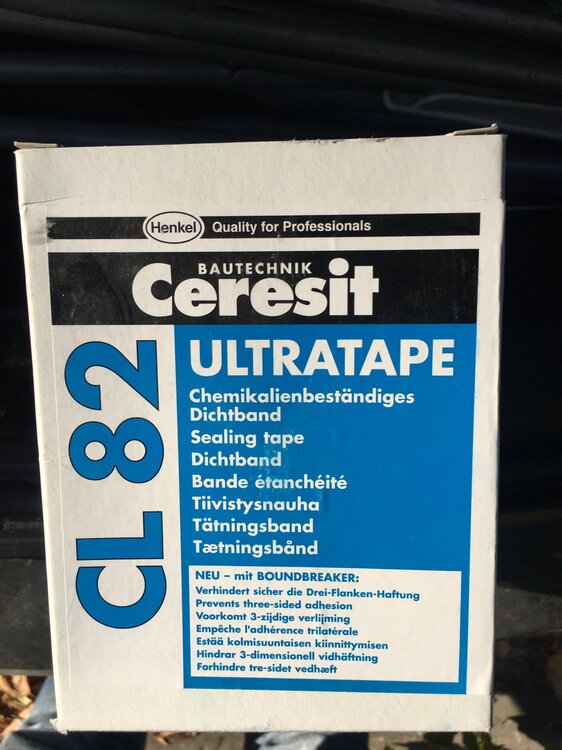 Henkel Quality for Professionals
BAUTECHNIK
Ceresit
CL 82
ULTRATAPE
Chemikalienbeständiges
Dichtband
Sealing tape
Dichtband
Bande étanchéité
Tiivistysnauha
Tätningsband
Tætningsbånd
NEU – mit BOUNDBREAKER:
Verhindert sicher die Drei-Flanken-Haftung
Prevents three-sided adhesion
Voorkomt 3-zijdige verlijming
Empêche l'adhérence trilatérale
Estää kolmisuuntaisen kiinnittymisen
Hindrar 3-dimensionell vidhäftning
Forhindre tre-sidet vedhæft